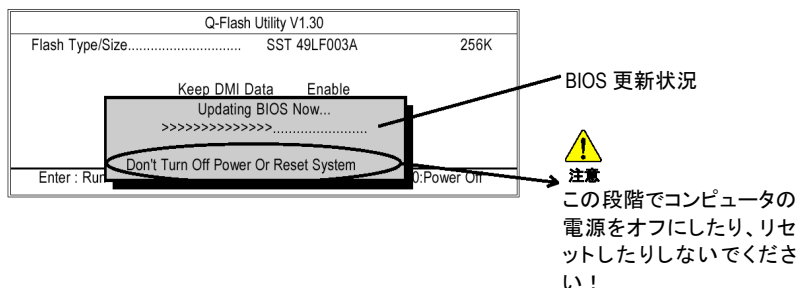 Q-Flash Utility V1.30
Flash Type/Size.............................. SST 49LF003A 256K
Keep DMI Data Enable
Updating BIOS Now...
>>>>>>>>>>>>>>.......................
Don't Turn Off Power Or Reset System
Enter : Run
0:Power Off
BIOS 更新状況
注意
この段階でコンピュータの
電源をオフにしたり、リセ
ットしたりしないでくださ
い！